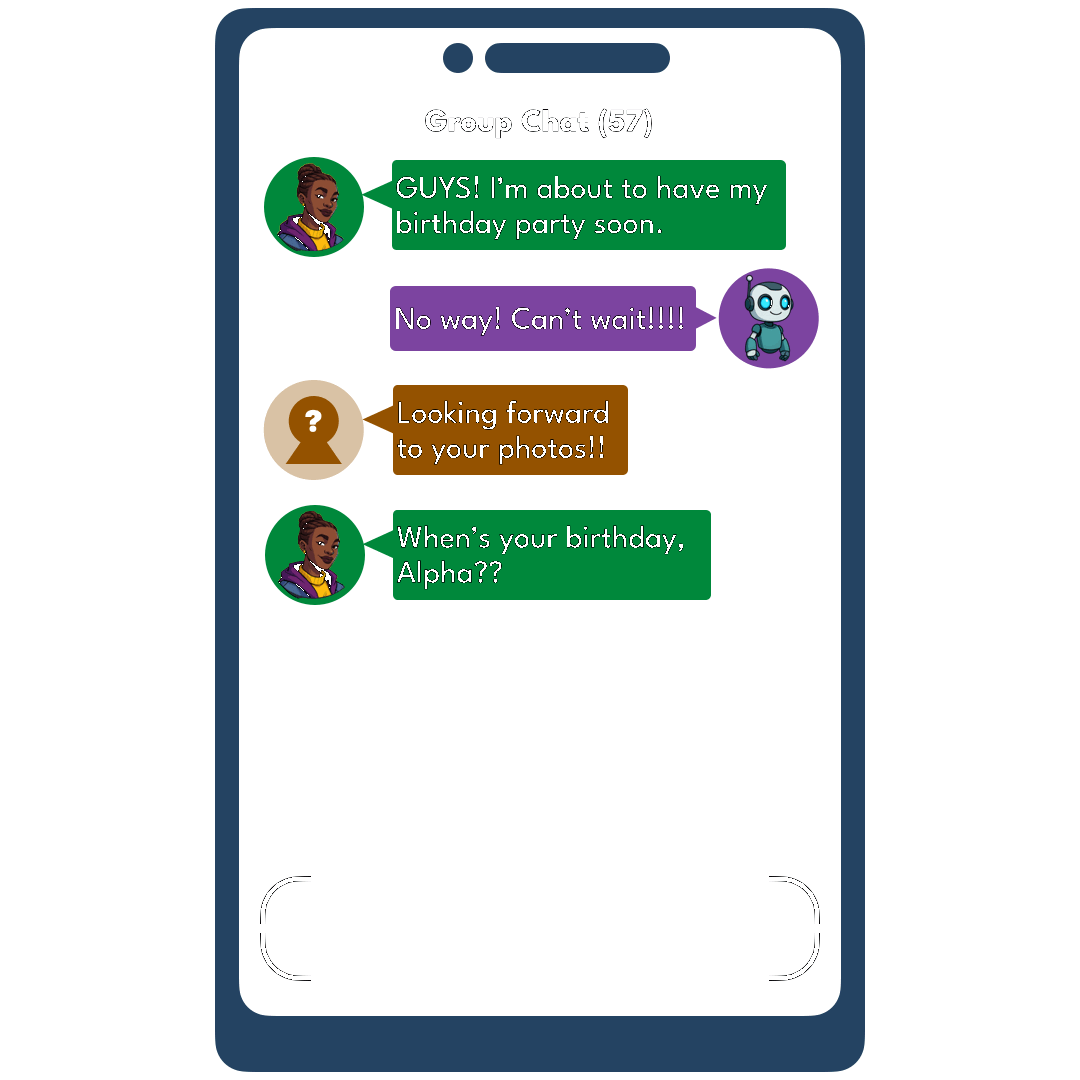 Group Chat (57)
GUYS! I'm about to have my
birthday party soon.
No way! Can't wait!!!!
?
Looking forward
to your photos!!
When's your birthday,
Alpha??